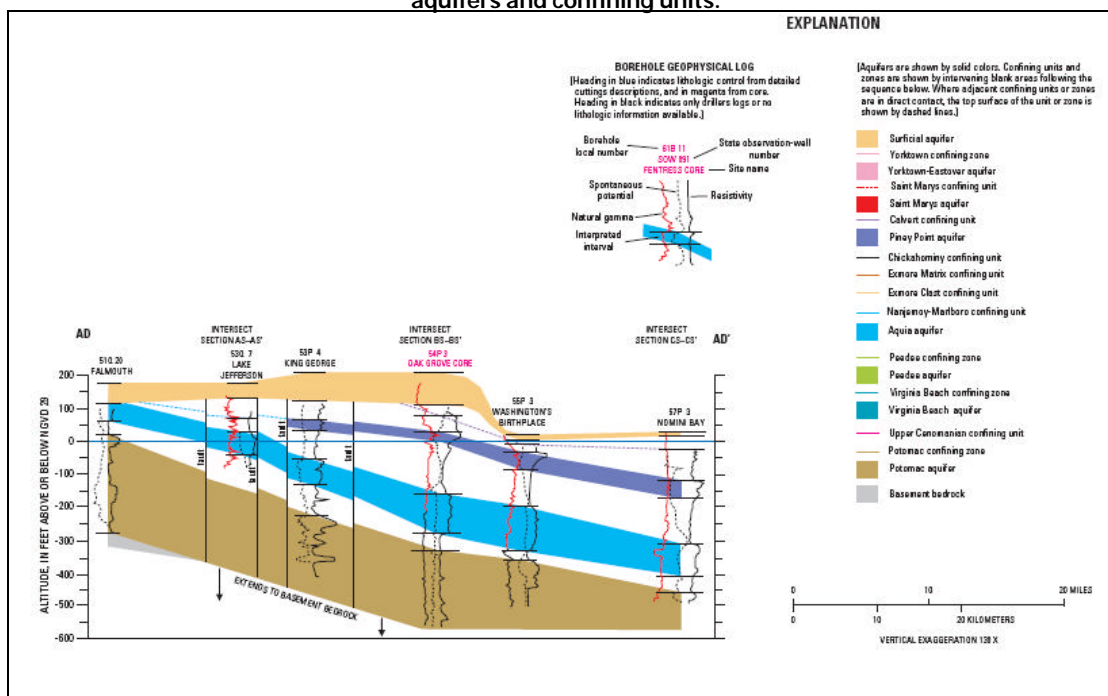 aquifers and confining units.
EXPLANATION
BOREHOLE GEOPHYSICAL LOG
[Heading in blue indicates lithologic control from detailed
cuttings descriptions, and in magenta from core.
Heading in black indicates only drillers logs or no
lithologic information available.]
Borehole
local number
61B 11
SOW 091
FENTRESS CORE
State observation-well
number
Site name
Spontaneous
potential
Resistivity
Natural gamma
Interpreted
interval
[Aquifers are shown by solid colors. Confining units and
zones are shown by intervening blank areas following the
sequence below. Where adjacent confining units or zones
are in direct contact, the top surface of the unit or zone is
shown by dashed lines.]
Surficial aquifer
Yorktown confining zone
Yorktown-Eastover aquifer
Saint Marys confining unit
Saint Marys aquifer
Calvert confining unit
Piney Point aquifer
Chickahominy confining unit
Exmore Matrix confining unit
Exmore Clast confining unit
Nanjemoy-Marlboro confining unit
Aquia aquifer
Peedee confining zone
Peedee aquifer
Virginia Beach confining zone
Virginia Beach aquifer
Upper Cenomanian confining unit
Potomac confining zone
Potomac aquifer
Basement bedrock
AD
INTERSECT
SECTION AS-AS'
INTERSECT
SECTION BS-BS'
INTERSECT
SECTION CS-CS'
AD'
51Q 20
FALMOUTH
53Q 7
LAKE
JEFFERSON
53P 4
KING GEORGE
54P 3
OAK GROVE CORE
55P 3
WASHINGTON'S
BIRTHPLACE
57P 3
NOMINI BAY
ALTITUDE, IN FEET ABOVE OR BELOW NGVD 29
200
100
0
-100
-200
-300
-400
-500
-600
fault
fault
fault
fault
EXTENDS TO BASEMENT BEDROCK
0 10 20 MILES
0 10 20 KILOMETERS
VERTICAL EXAGGERATION 130 X